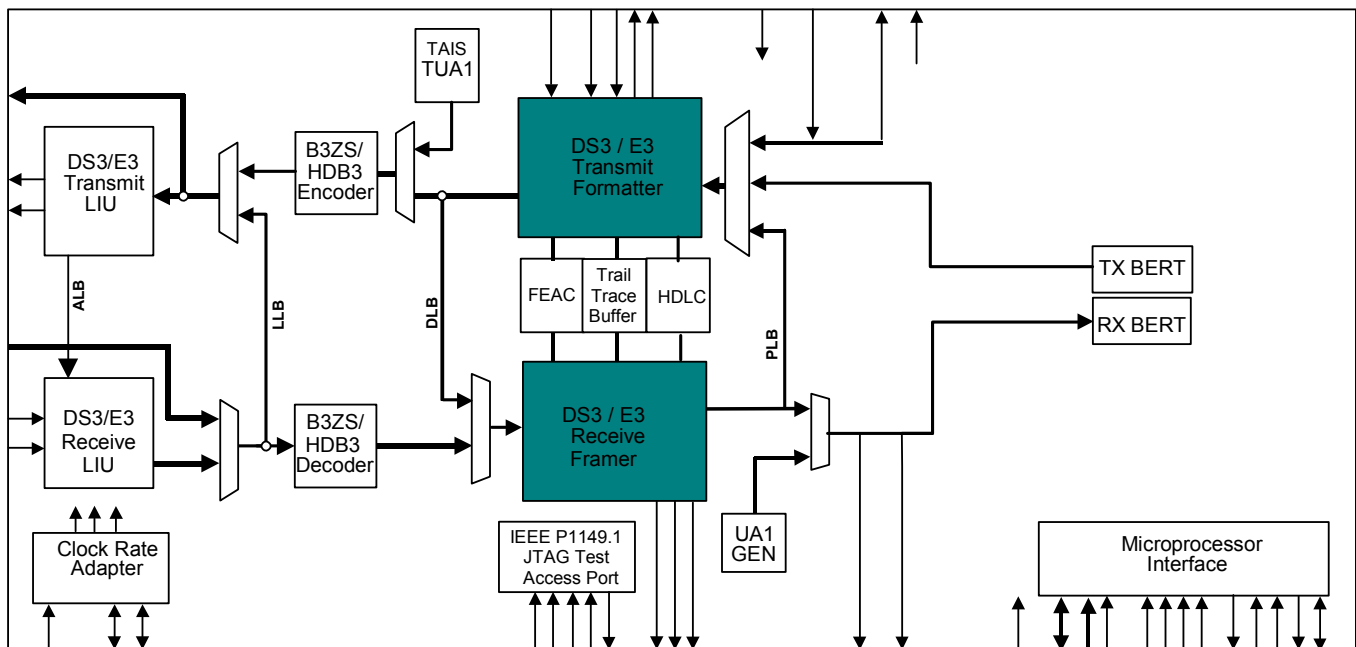 TAIS
TUA1
DS3/E3
Transmit
LIU
B3ZS/
HDB3
Encoder
DS3 / E3
Transmit
Formatter
FEAC
Trail
Trace
Buffer
HDLC
TX BERT
RX BERT
ALB
LLB
DLB
PLB
DS3/E3
Receive
LIU
B3ZS/
HDB3
Decoder
DS3 / E3
Receive
Framer
Clock Rate
Adapter
IEEE P1149.1
JTAG Test
Access Port
UA1
GEN
Microprocessor
Interface